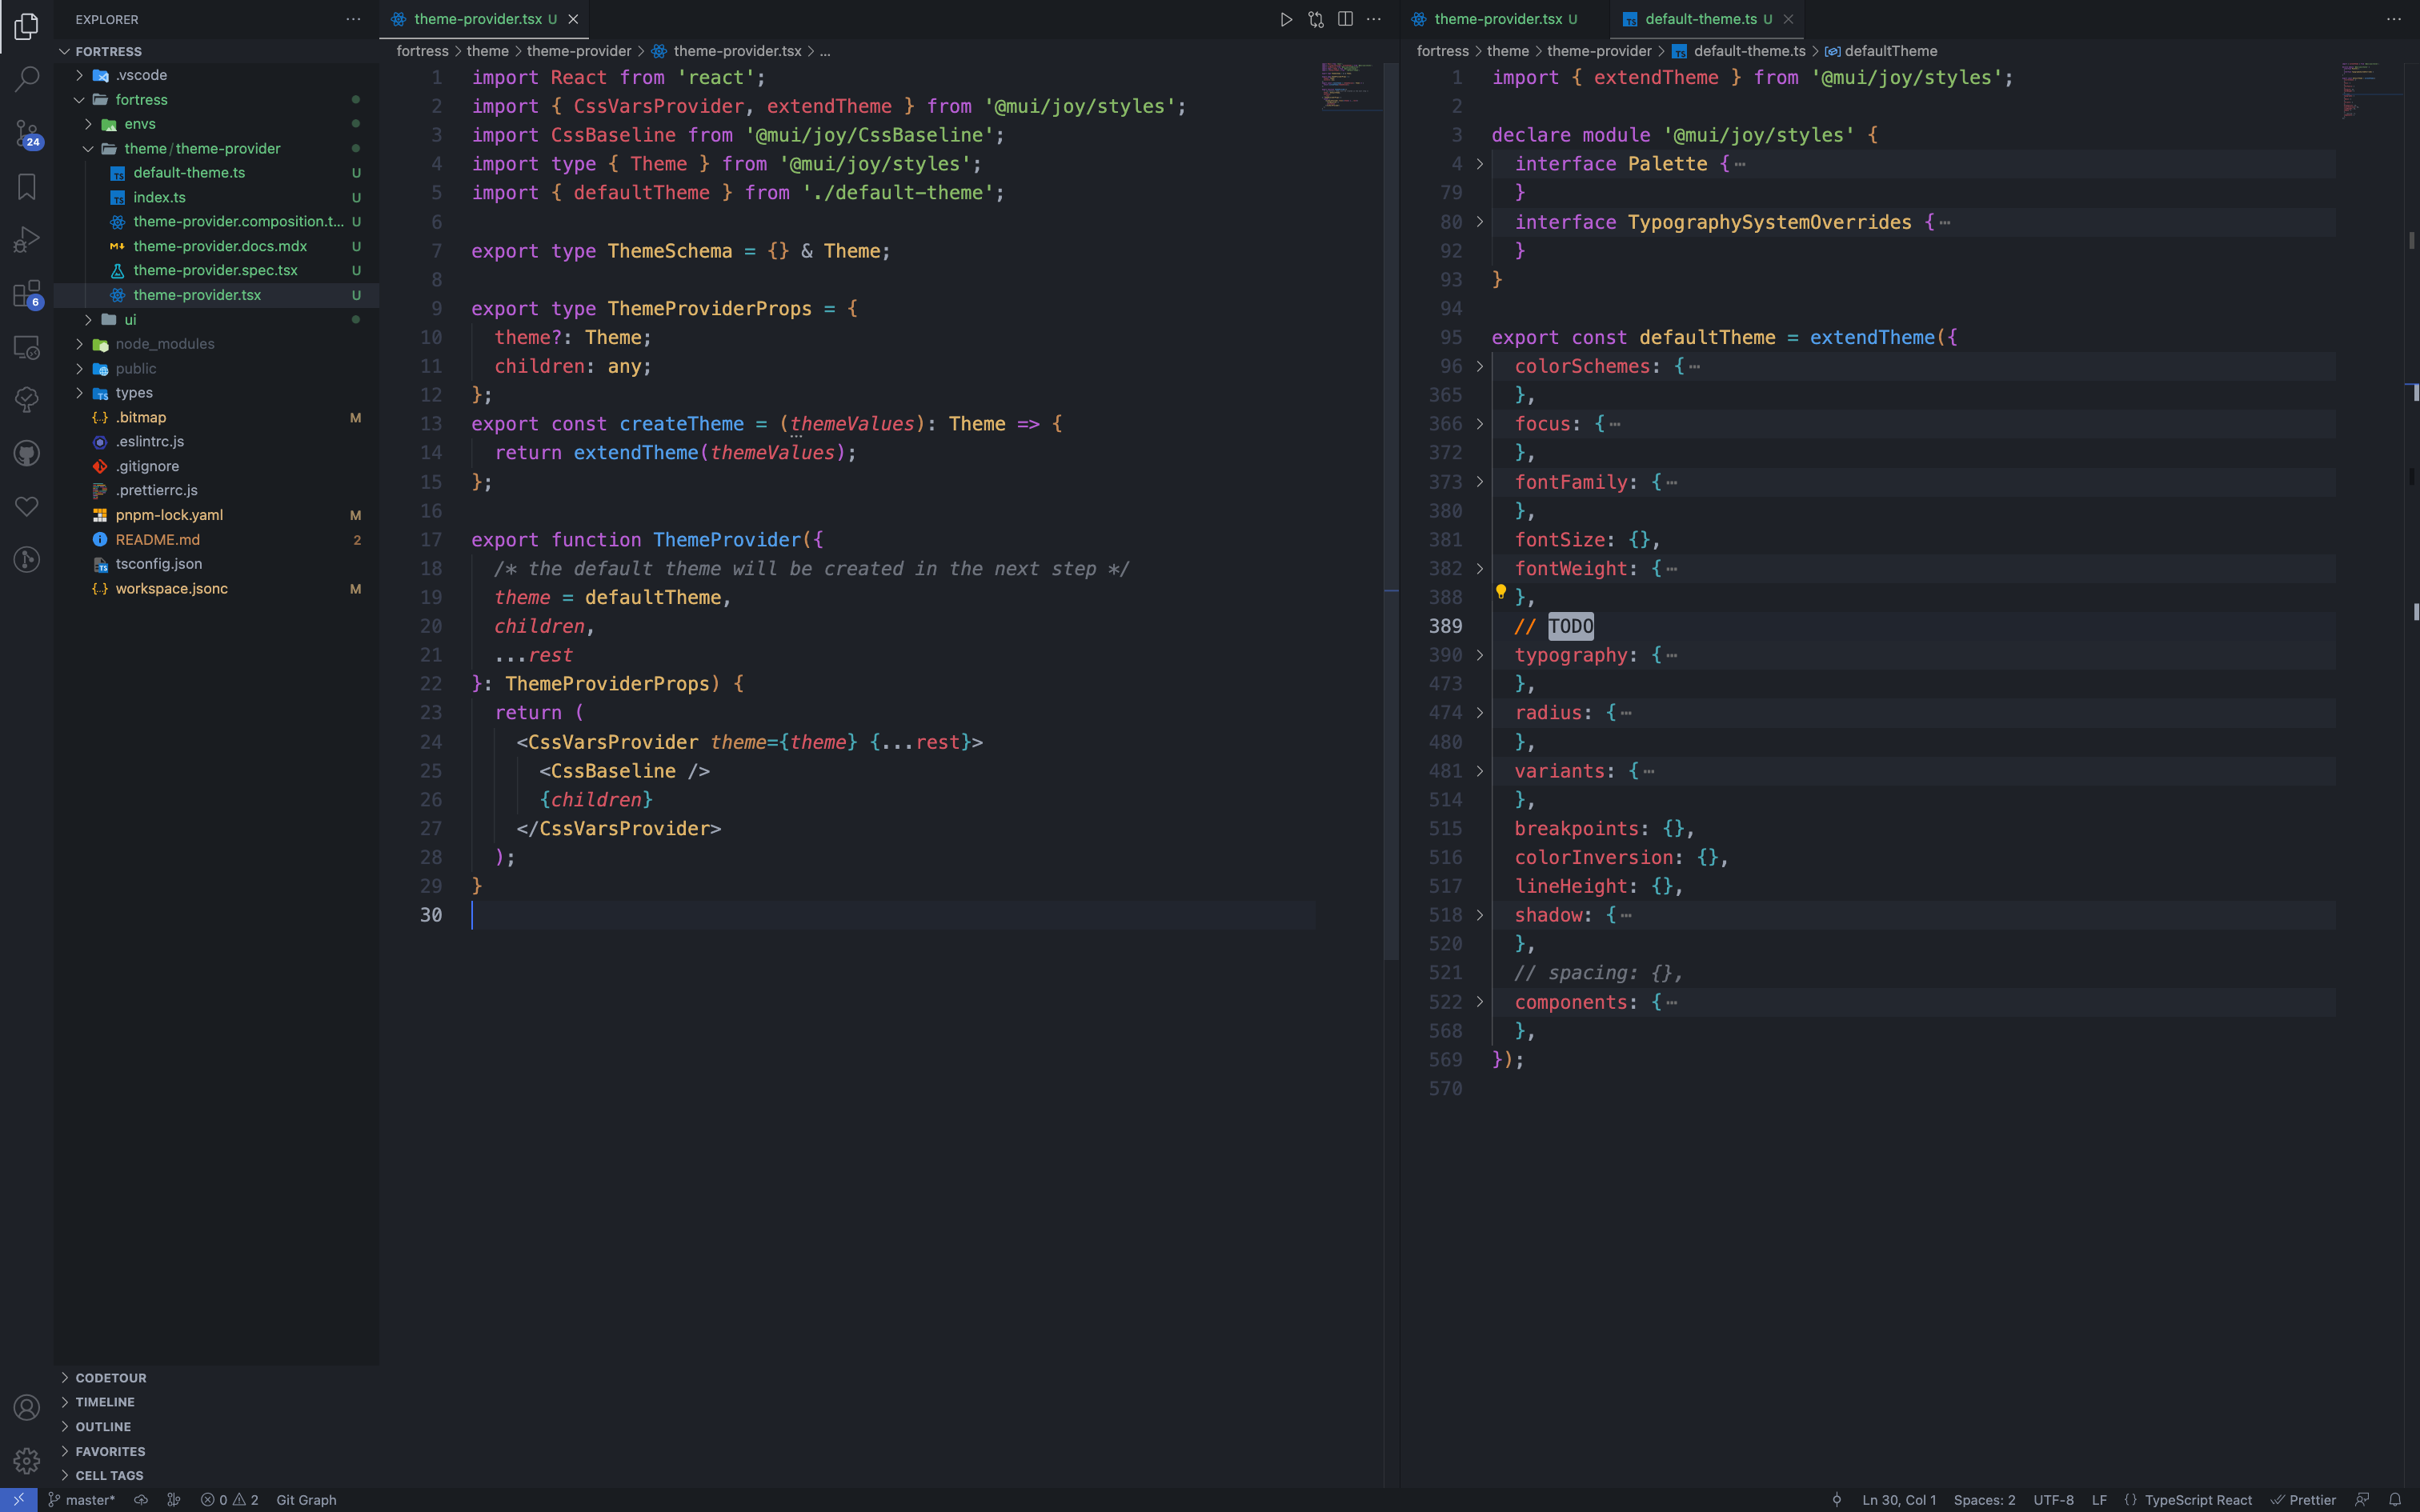 EXPLORER
FORTRESS
.vscode
fortress
envs
theme/theme-provider
default-theme.ts U
index.ts U
theme-provider.composition.t... U
theme-provider.docs.mdx U
theme-provider.spec.tsx U
theme-provider.tsx U
ui
node_modules
public
types
.bitmap M
.eslintrc.js
.gitignore
.prettierrc.js
pnpm-lock.yaml M
README.md 2
tsconfig.json
workspace.jsonc M
24
6
CODETOUR
TIMELINE
OUTLINE
FAVORITES
CELL TAGS
theme-provider.tsx U
fortress > theme > theme-provider > theme-provider.tsx > ...
1 import React from 'react';
2 import { CssVarsProvider, extendTheme } from '@mui/joy/styles';
3 import CssBaseline from '@mui/joy/CssBaseline';
4 import type { Theme } from '@mui/joy/styles';
5 import { defaultTheme } from './default-theme';
6
7 export type ThemeSchema = {} & Theme;
8
9 export type ThemeProviderProps = {
10 theme?: Theme;
11 children: any;
12 };
13 export const createTheme = (themeValues): Theme => {
14 return extendTheme(themeValues);
15 };
16
17 export function ThemeProvider({
18 /* the default theme will be created in the next step */
19 theme = defaultTheme,
20 children,
21 ...rest
22 }: ThemeProviderProps) {
23 return (
24 <CssVarsProvider theme={theme} {...rest}>
25 <CssBaseline />
26 {children}
27 </CssVarsProvider>
28 );
29 }
30
theme-provider.tsx U
default-theme.ts U
fortress > theme > theme-provider > default-theme.ts > defaultTheme
1 import { extendTheme } from '@mui/joy/styles';
2
3 declare module '@mui/joy/styles' {
4 interface Palette {…
79 }
80 interface TypographySystemOverrides {…
92 }
93 }
94
95 export const defaultTheme = extendTheme({
96 colorSchemes: {…
365 },
366 focus: {…
372 },
373 fontFamily: {…
380 },
381 fontSize: {},
382 fontWeight: {…
388 },
389 // TODO
390 typography: {…
473 },
474 radius: {…
480 },
481 variants: {…
514 },
515 breakpoints: {},
516 colorInversion: {},
517 lineHeight: {},
518 shadow: {…
520 },
521 // spacing: {},
522 components: {…
568 },
569 });
570
master* 0 2 Git Graph
Ln 30, Col 1 Spaces: 2 UTF-8 LF {} TypeScript React Prettier